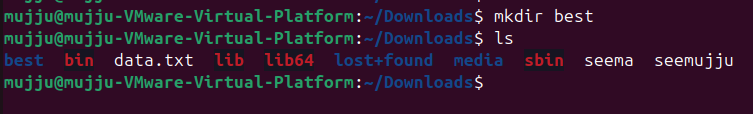 mujju@mujju-VMware-Virtual-Platform:~/Downloads$ mkdir best
mujju@mujju-VMware-Virtual-Platform:~/Downloads$ ls
best bin data.txt lib lib64 lost+found media sbin seema seemujju
mujju@mujju-VMware-Virtual-Platform:~/Downloads$